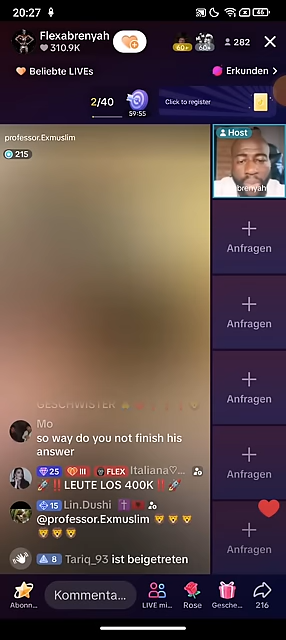 20:27
46
Flexabrenyah
310.9K
60+
60+
282
Beliebte LIVEs
Erkunden
2/40
59:55
Click to register
professor.Exmuslim
215
Host
+ Anfragen
+ Anfragen
+ Anfragen
+ Anfragen
+ Anfragen
GESCHWISTER
Mo
so way do you not finish his
answer
25 III FLEX Italiana♡...
🚀‼️LEUTE LOS 400K‼️🚀
15 Lin.Dushi
@professor.Exmuslim 🦁🦁🦁
🦁🦁🦁
8 Tariq_93 ist beigetreten
Abonn...
Kommenta...
LIVE mi...
Rose
Gesche...
216